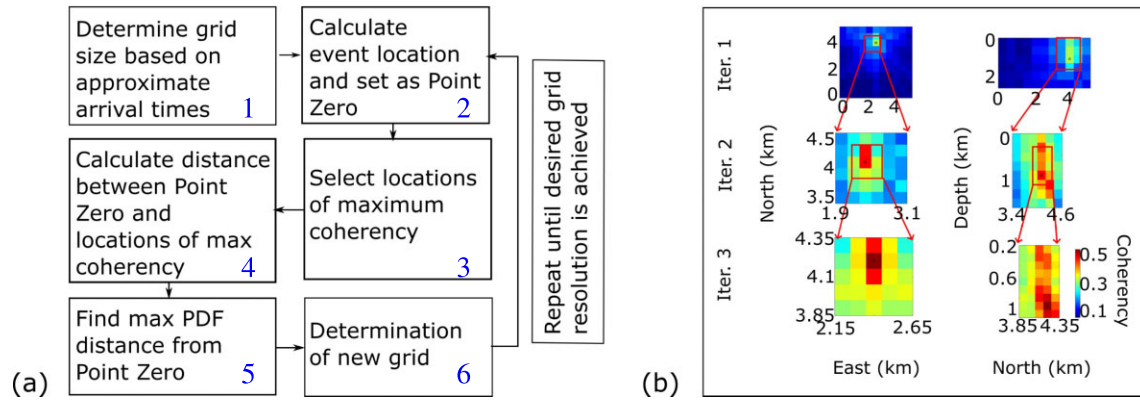 Determine grid
size based on
approximate
arrival times
1
Calculate
event location
and set as Point
Zero
2
Select locations
of maximum
coherency
3
Calculate distance
between Point
Zero and
locations of max
coherency
4
Find max PDF
distance from
Point Zero
5
Determination
of new grid
6
Repeat until desired grid
resolution is achieved
(a)
(b)
Iter. 1
4
2
0
0 2 4
0
2
0 2 4
Iter. 2
North (km)
4.5
4
3.5
1.9 3.1
Depth (km)
0
1
3.4 4.6
Iter. 3
4.35
4.1
3.85
2.15 2.65
0.2
0.6
1
3.85 4.35
0.5
0.3
0.1
Coherency
East (km)
North (km)